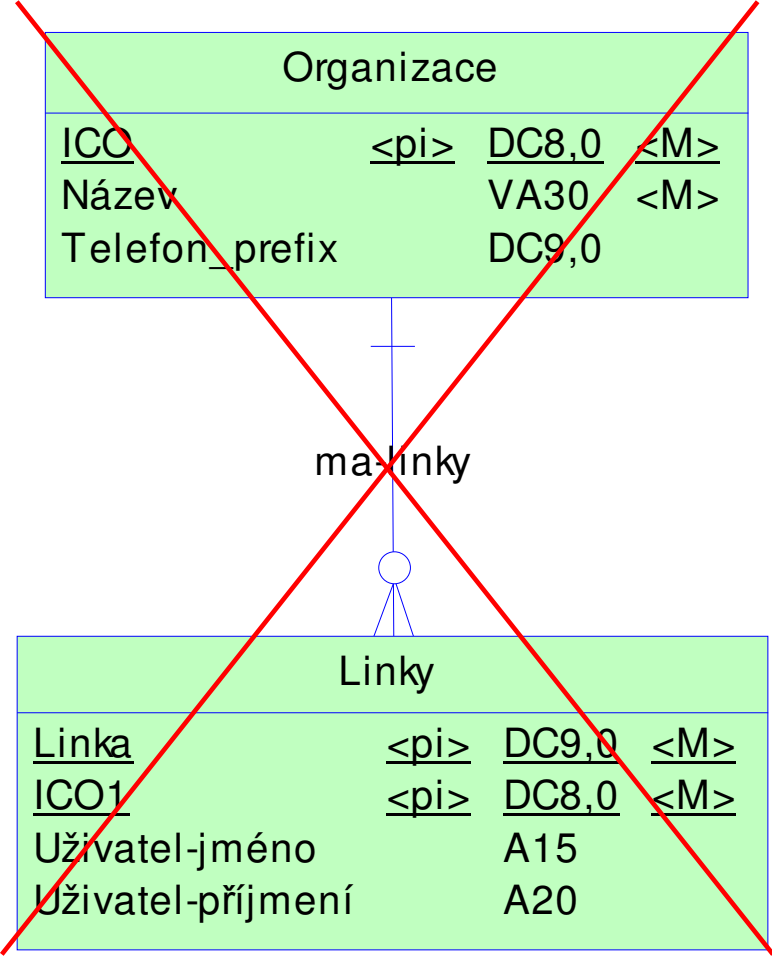 Organizace
ICO <pi> DC8,0 <M>
Název VA30 <M>
Telefon_prefix DC9,0
ma-linky
Linky
Linka <pi> DC9,0 <M>
ICO1 <pi> DC8,0 <M>
Uživatel-jméno A15
Uživatel-příjmení A20